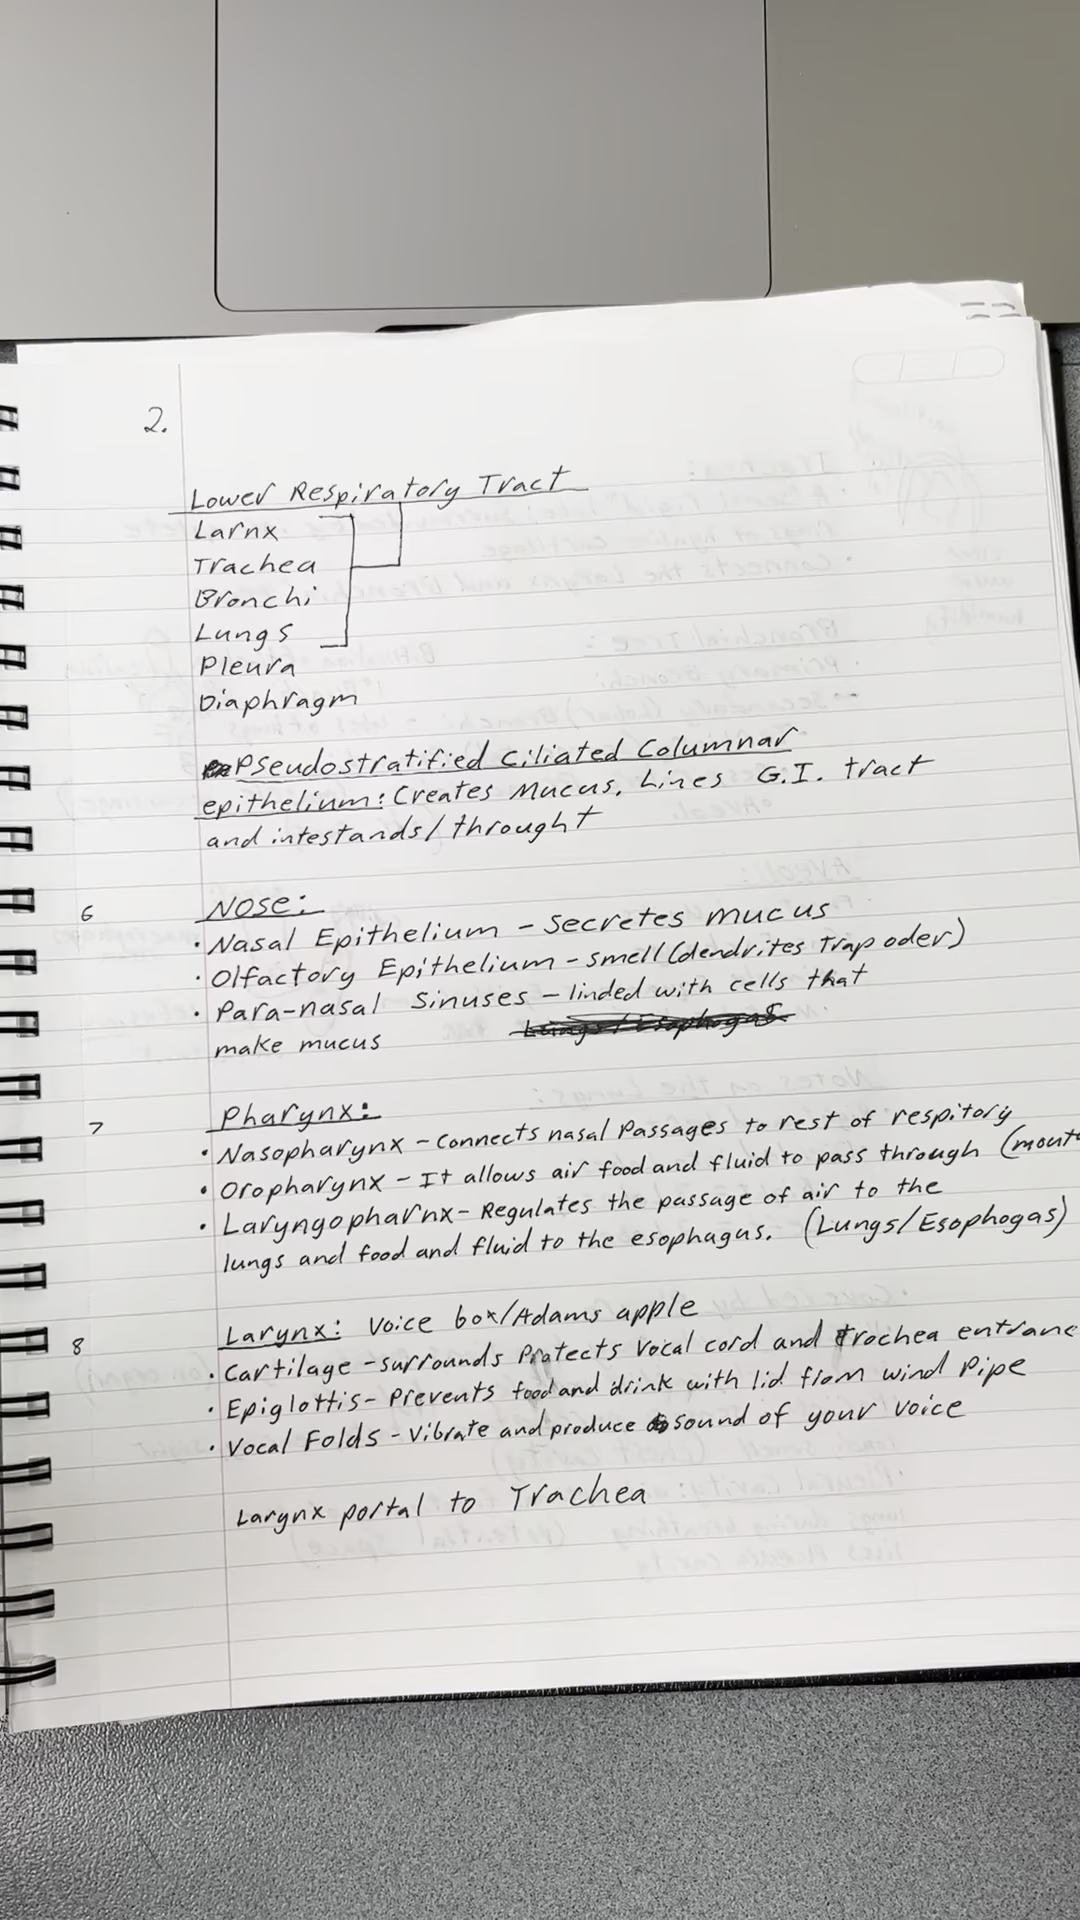 2.
Lower Respiratory Tract
Larnx
Trachea
Bronchi
Lungs
Pleura
Diaphragm
Pseudostratified Ciliated Columnar
epithelium: Creates Mucus, Lines G.I. tract
and intestands/throught
6 Nose:
• Nasal Epithelium - Secretes mucus
• Olfactory Epithelium - smell (dendrites Trap oder)
• Para-nasal Sinuses - linded with cells that
make mucus Lungs/Esophogas
7 Pharynx:
• Nasopharynx - Connects nasal Passages to rest of respitory
• Oropharynx - It allows air food and fluid to pass through (mout
• Laryngopharnx - Regulates the passage of air to the
lungs and food and fluid to the esophagus. (Lungs/Esophogas)
8 Larynx: Voice box/Adams apple
• Cartilage - surrounds Protects Vocal cord and trachea entrane
• Epiglottis - Prevents food and drink with lid from wind Pipe
• Vocal Folds - Vibrate and produce sound of your voice
Larynx portal to Trachea